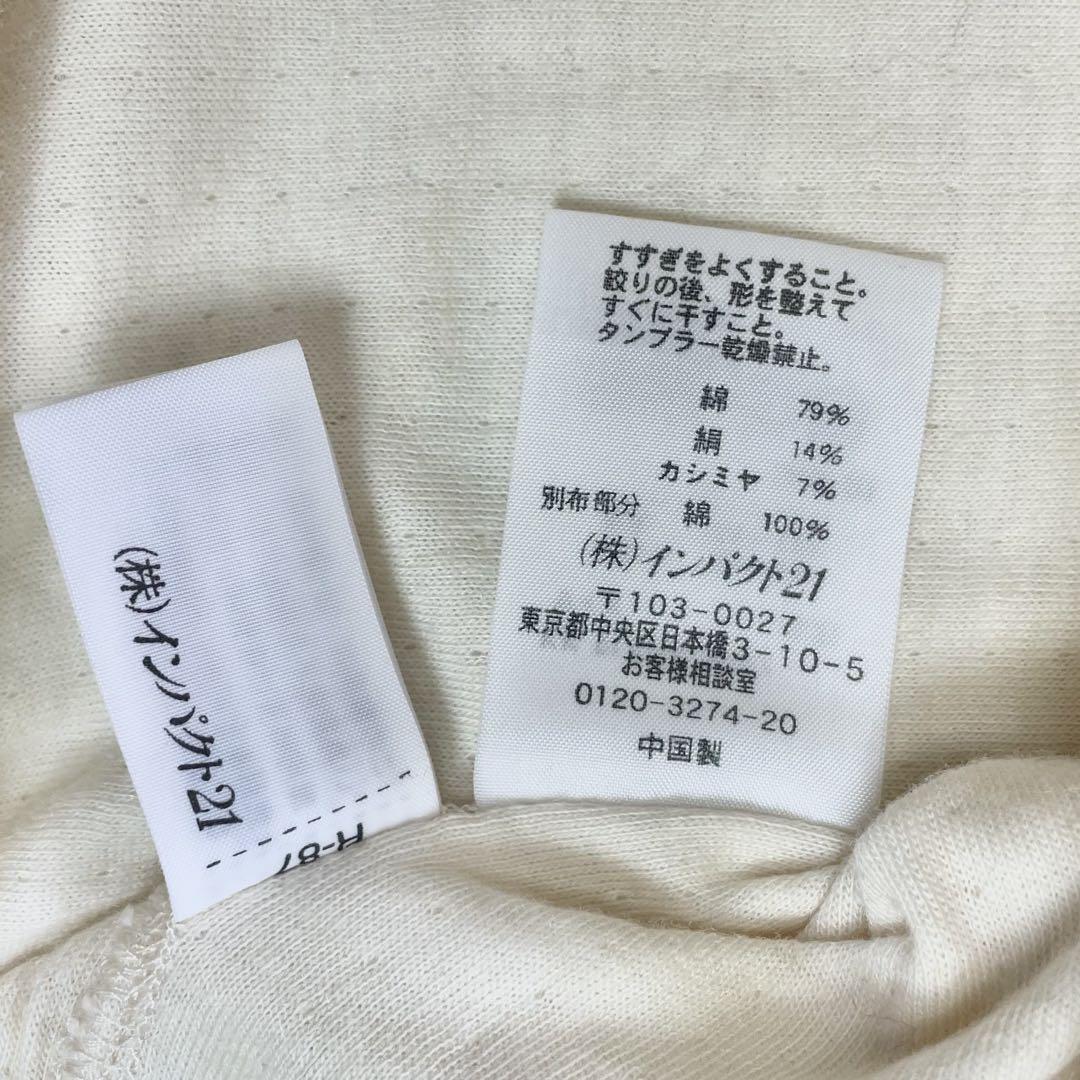 すすぎをよくすること。
絞りの後、形を整えて
すぐに干すこと。
タンブラー乾燥禁止。
綿 79%
絹 14%
カシミヤ 7%
別布部分 綿 100%
(株)インパクト21
〒103-0027
東京都中央区日本橋3-10-5
お客様相談室
0120-3274-20
中国製
(株)インパクト21